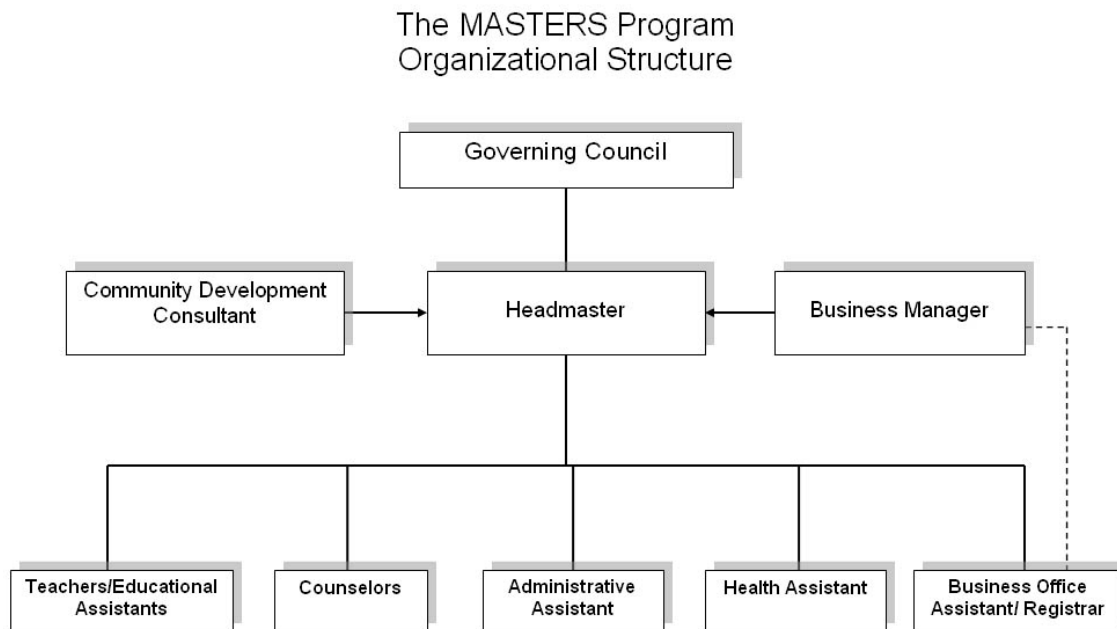 The MASTERS Program
Organizational Structure
Governing Council
Community Development
Consultant
Headmaster
Business Manager
Teachers/Educational
Assistants
Counselors
Administrative
Assistant
Health Assistant
Business Office
Assistant/ Registrar